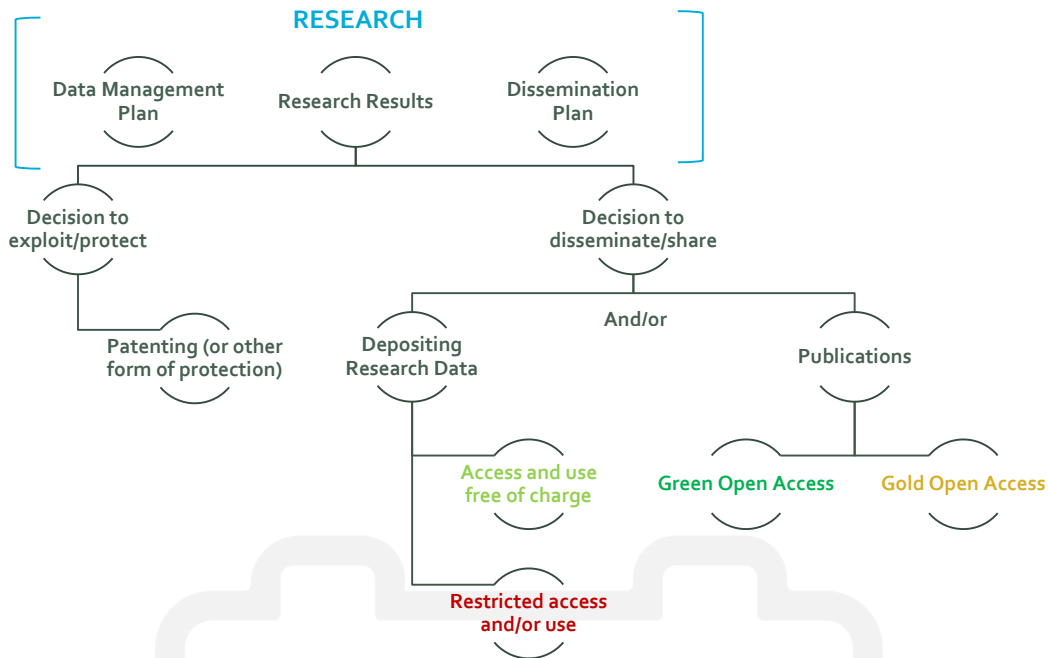 RESEARCH
Data Management
Plan
Research Results
Dissemination
Plan
Decision to
exploit/protect
Decision to
disseminate/share
And/or
Patenting (or other
form of protection)
Depositing
Research Data
Publications
Access and use
free of charge
Green Open Access
Gold Open Access
Restricted access
and/or use